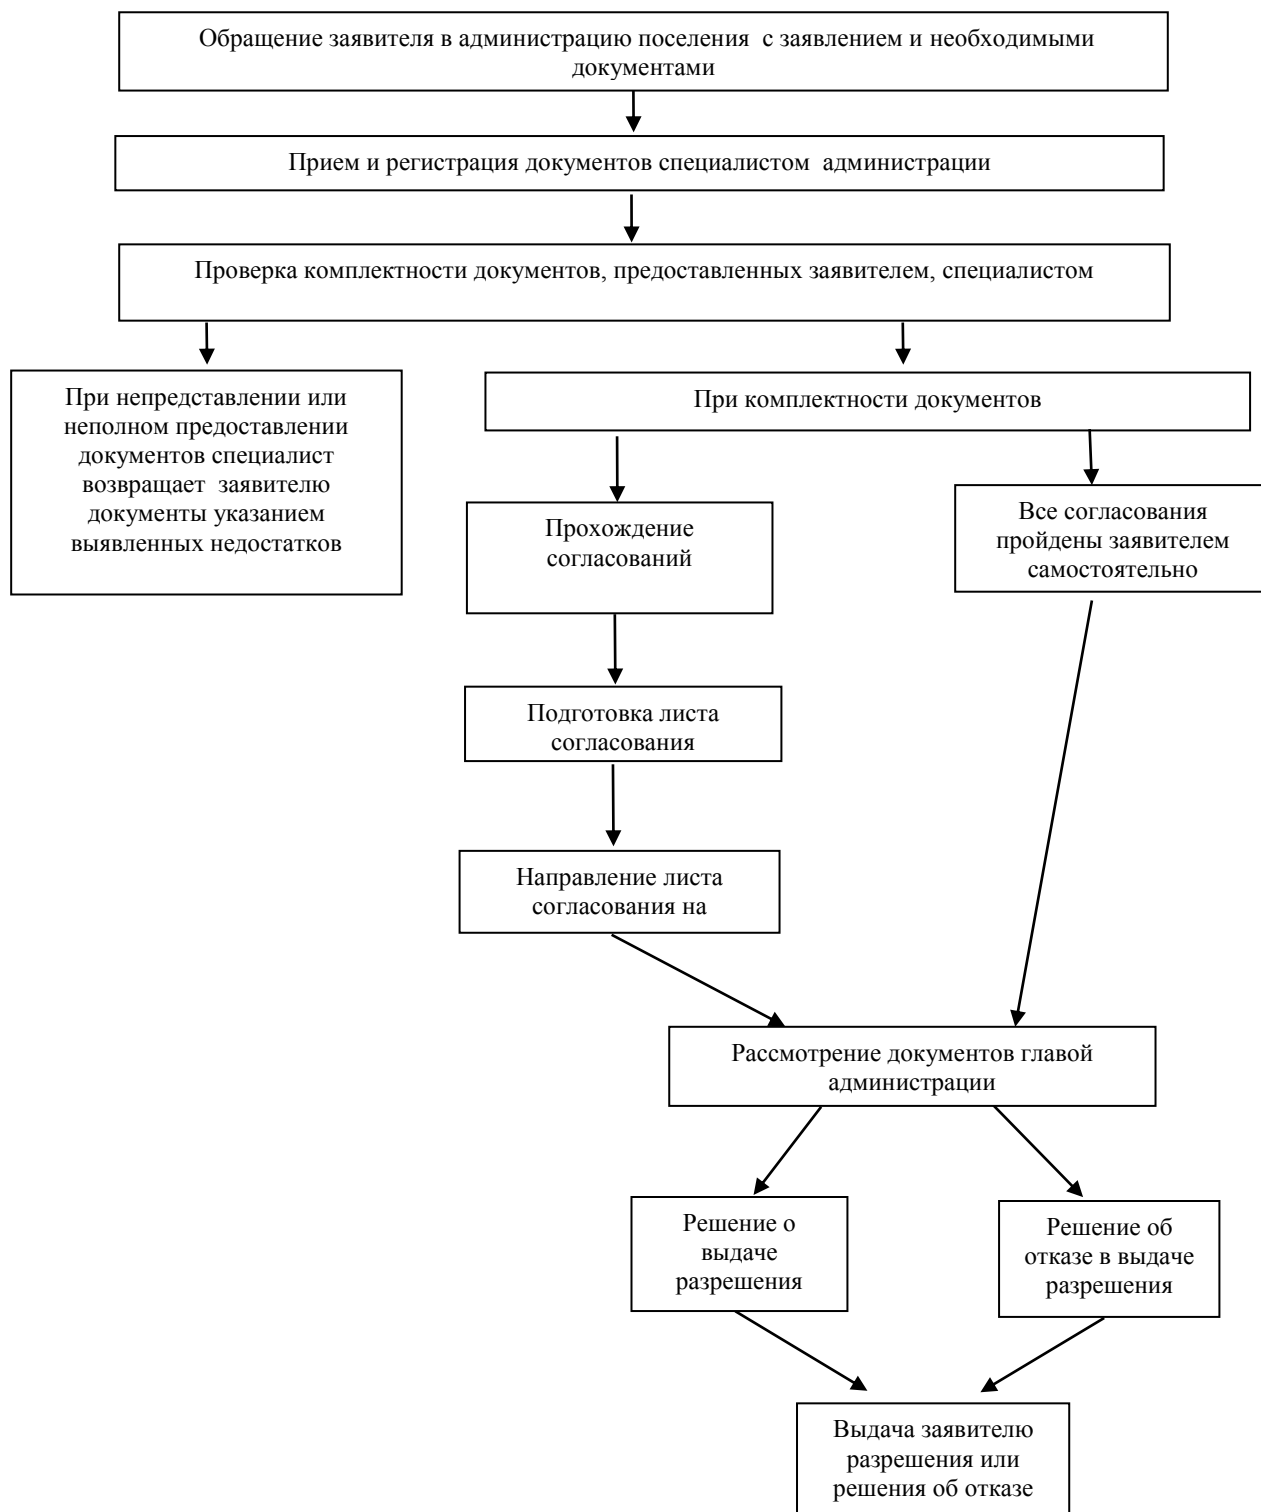 Обращение заявителя в администрацию поселения с заявлением и необходимыми
документами
Прием и регистрация документов специалистом администрации
Проверка комплектности документов, предоставленных заявителем, специалистом
При непредставлении или
неполном предоставлении
документов специалист
возвращает заявителю
документы указанием
выявленных недостатков
При комплектности документов
Прохождение
согласований
Все согласования
пройдены заявителем
самостоятельно
Подготовка листа
согласования
Направление листа
согласования на
Рассмотрение документов главой
администрации
Решение о
выдаче
разрешения
Решение об
отказе в выдаче
разрешения
Выдача заявителю
разрешения или
решения об отказе